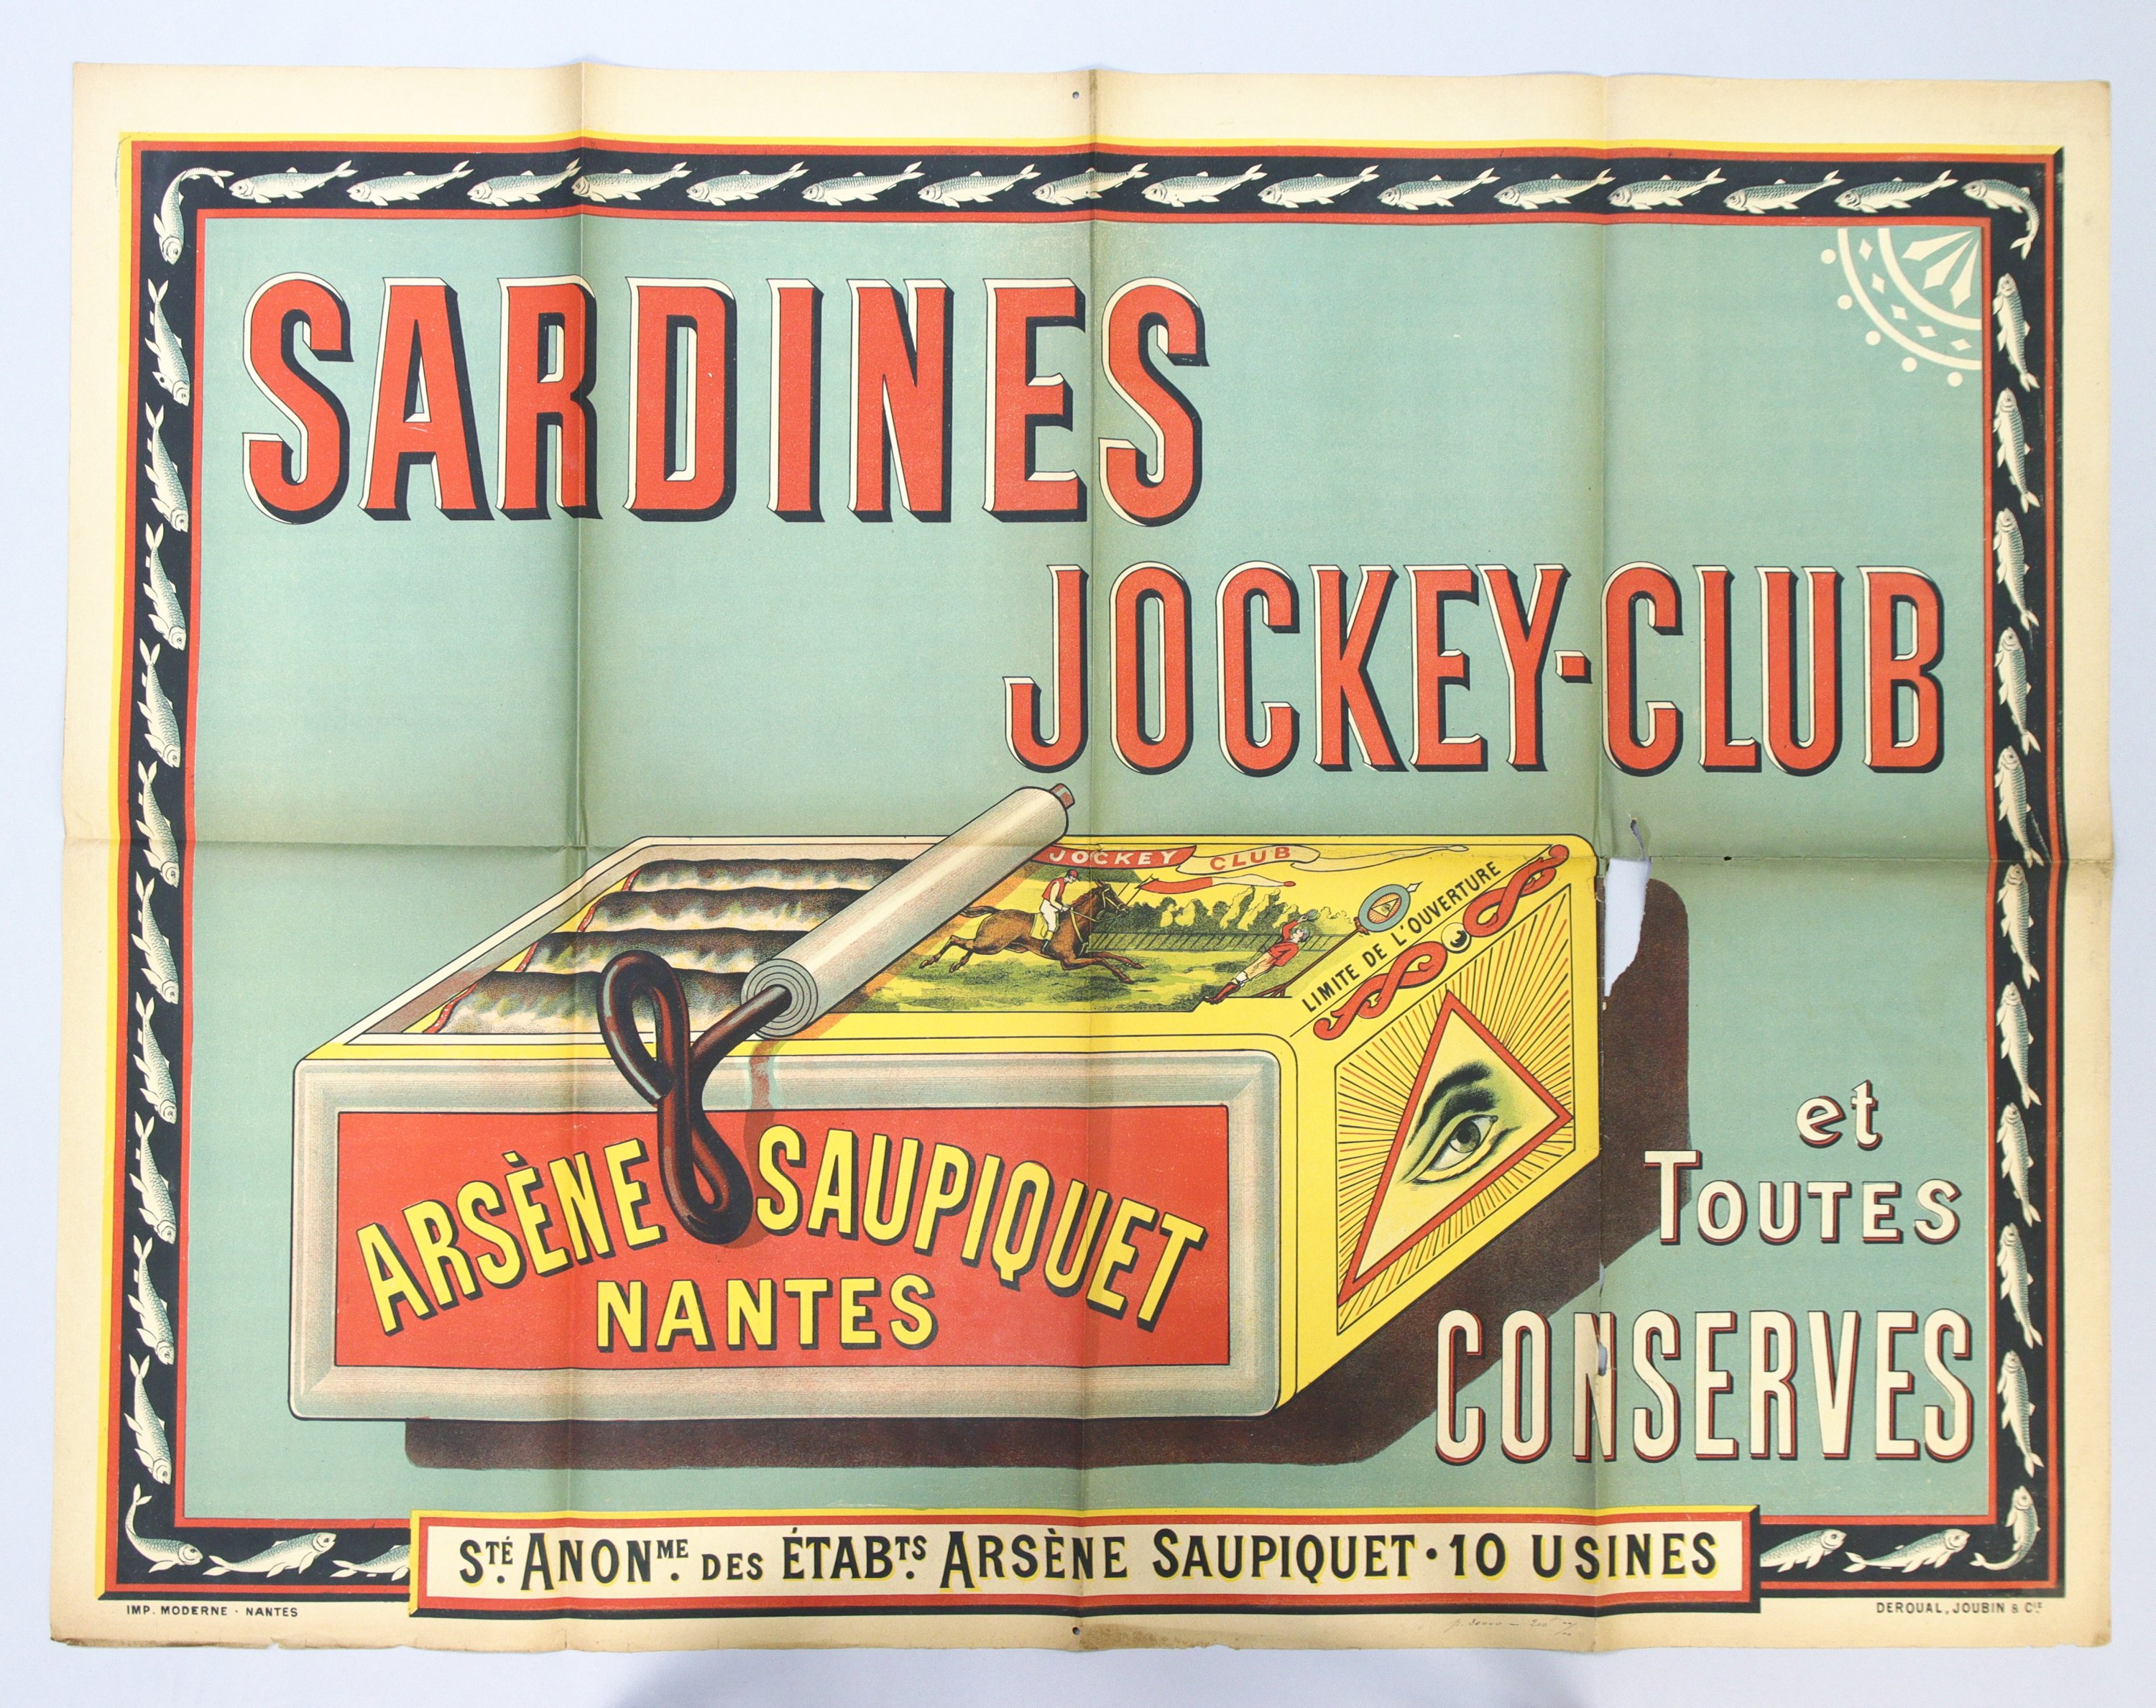 SARDINES
JOCKEY-CLUB
JOCKEY CLUB
LIMITE DE L'OUVERTURE
ARSÈNE SAUPIQUET
NANTES
et
TOUTES
CONSERVES
STÉ ANONME DES ÉTABTS ARSÈNE SAUPIQUET · 10 USINES
IMP. MODERNE · NANTES
DEROUAL, JOUBIN & CIE